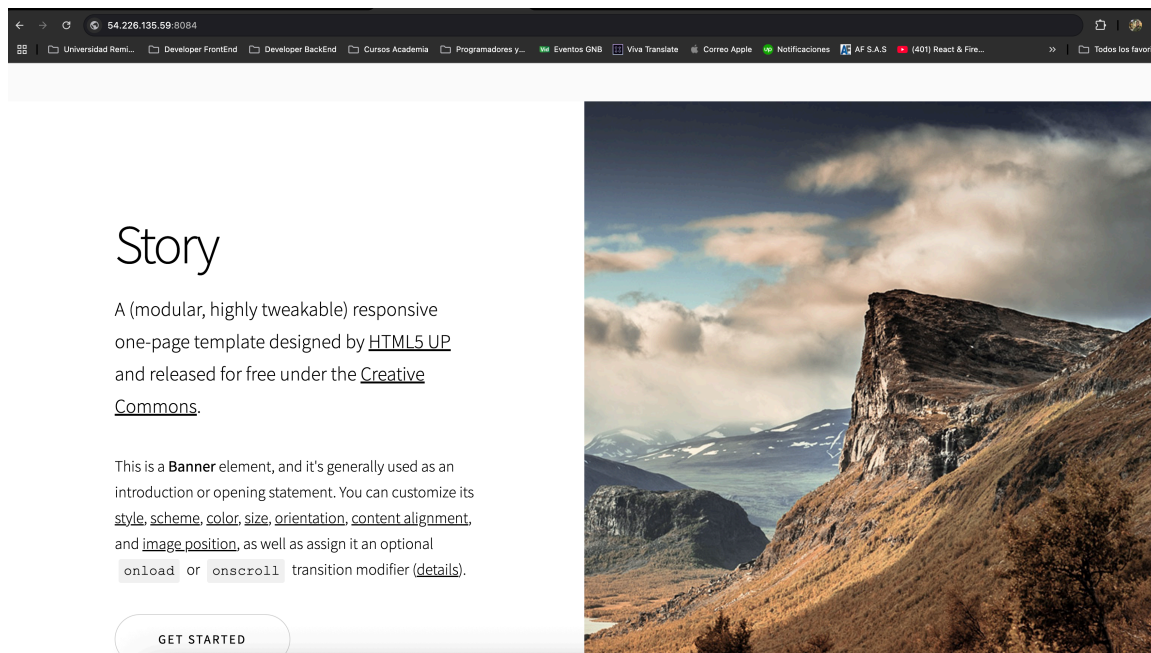 54.226.135.59:8084
Universidad Remi... Developer FrontEnd Developer BackEnd Cursos Academia Programadores y... Eventos GNB Viva Translate Correo Apple up Notificaciones AF AF S.A.S (401) React & Fire... » Todos los favori
Story
A (modular, highly tweakable) responsive
one-page template designed by HTML5 UP
and released for free under the Creative
Commons.
This is a Banner element, and it's generally used as an
introduction or opening statement. You can customize its
style, scheme, color, size, orientation, content alignment,
and image position, as well as assign it an optional
onload or onscroll transition modifier (details).
GET STARTED